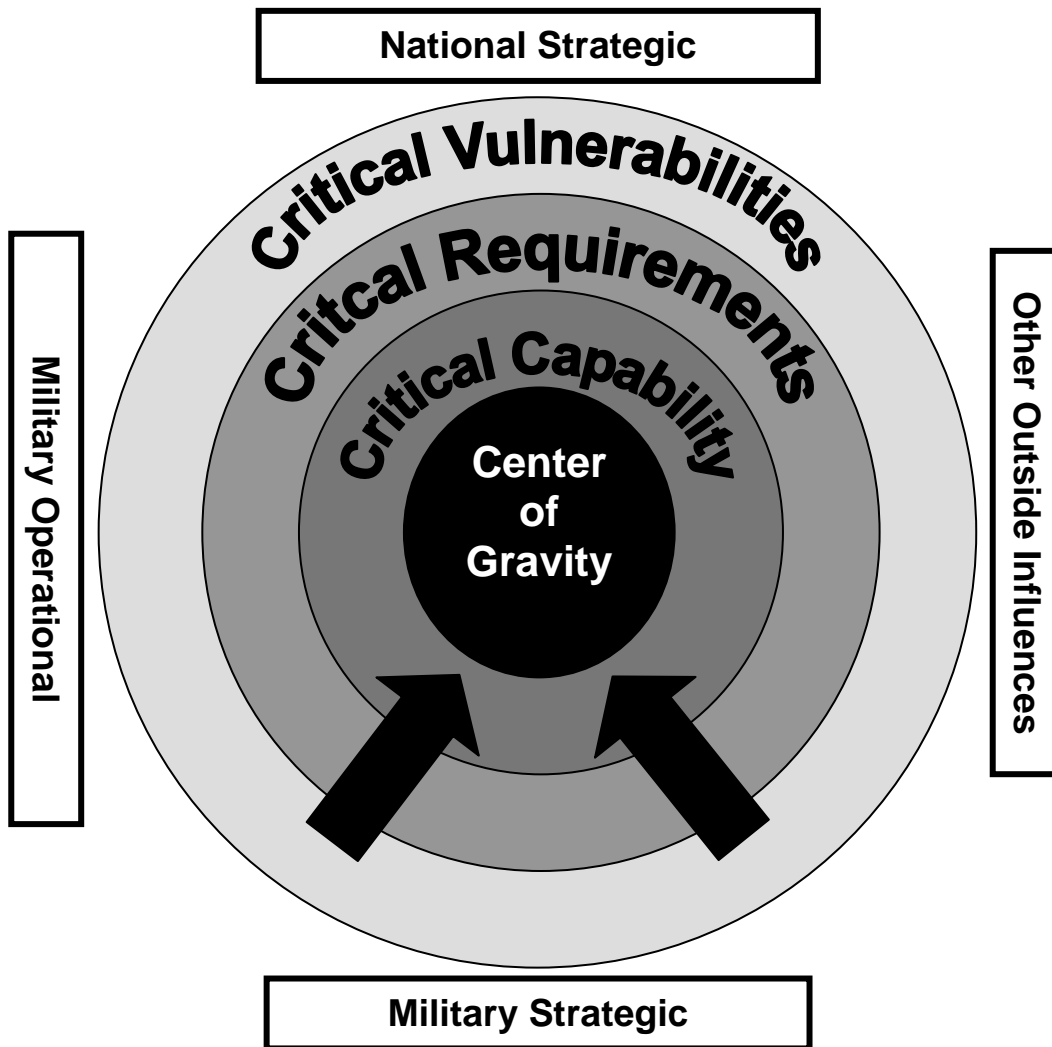 National Strategic
Critical Vulnerabilities
Critcal Requirements
Critical Capability
Center
of
Gravity
Military Operational
Other Outside Influences
Military Strategic